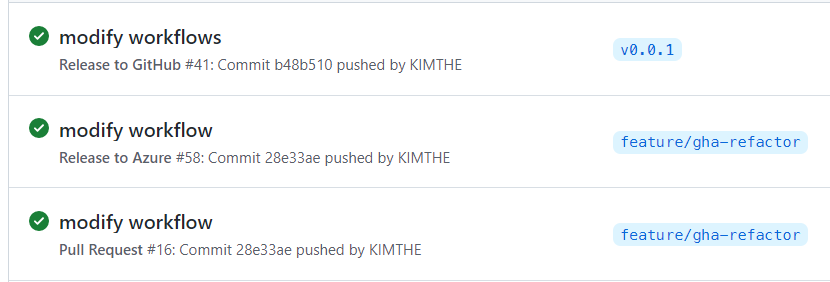 modify workflows
v0.0.1
Release to GitHub #41: Commit b48b510 pushed by KIMTHE
modify workflow
feature/gha-refactor
Release to Azure #58: Commit 28e33ae pushed by KIMTHE
modify workflow
feature/gha-refactor
Pull Request #16: Commit 28e33ae pushed by KIMTHE